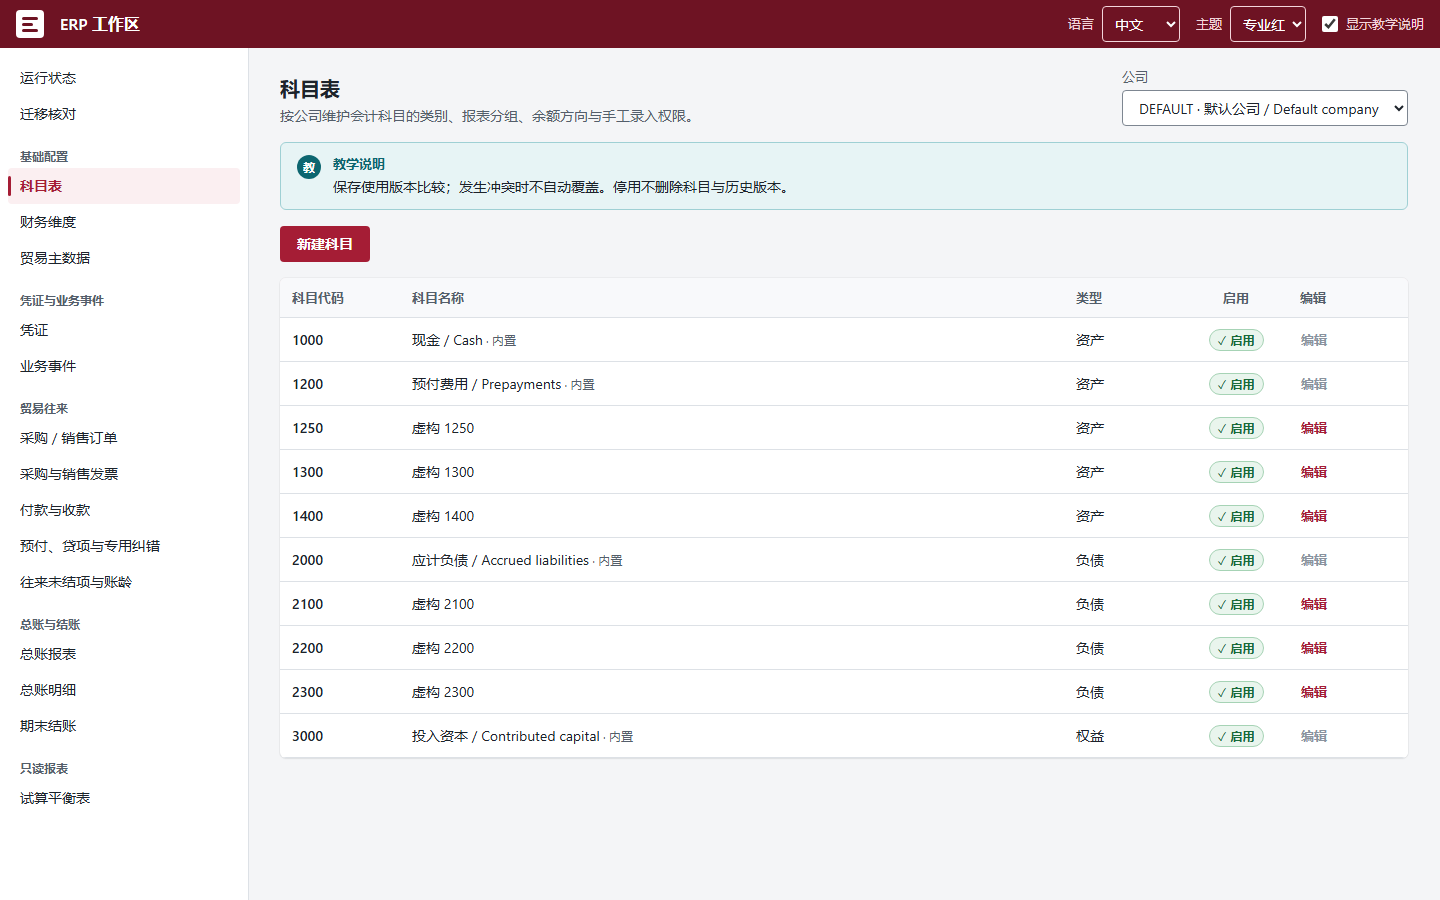 ERP 工作区
语言 中文 主题 专业红 显示教学说明
运行状态
迁移核对
基础配置
科目表
财务维度
贸易主数据
凭证与业务事件
凭证
业务事件
贸易往来
采购 / 销售订单
采购与销售发票
付款与收款
预付、贷项与专用纠错
往来未结项与账龄
总账与结账
总账报表
总账明细
期末结账
只读报表
试算平衡表
科目表
按公司维护会计科目的类别、报表分组、余额方向与手工录入权限。
公司
DEFAULT · 默认公司 / Default company
教 教学说明
保存使用版本比较；发生冲突时不自动覆盖。停用不删除科目与历史版本。
新建科目
科目代码 科目名称 类型 启用 编辑
1000 现金 / Cash · 内置 资产 ✓ 启用 编辑
1200 预付费用 / Prepayments · 内置 资产 ✓ 启用 编辑
1250 虚构 1250 资产 ✓ 启用 编辑
1300 虚构 1300 资产 ✓ 启用 编辑
1400 虚构 1400 资产 ✓ 启用 编辑
2000 应计负债 / Accrued liabilities · 内置 负债 ✓ 启用 编辑
2100 虚构 2100 负债 ✓ 启用 编辑
2200 虚构 2200 负债 ✓ 启用 编辑
2300 虚构 2300 负债 ✓ 启用 编辑
3000 投入资本 / Contributed capital · 内置 权益 ✓ 启用 编辑